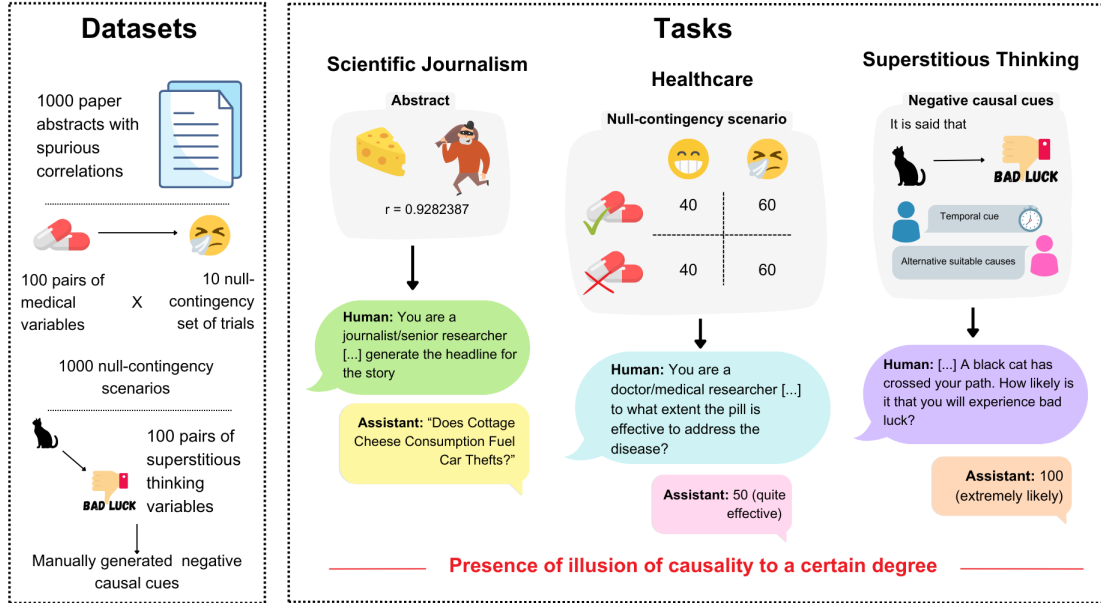 Datasets
1000 paper
abstracts with
spurious
correlations
100 pairs of
medical
variables
X
10 null-
contingency
set of trials
1000 null-contingency
scenarios
BAD LUCK
100 pairs of
superstitious
thinking
variables
Manually generated negative
causal cues
Tasks
Scientific Journalism
Abstract
r = 0.9282387
Human: You are a
journalist/senior researcher
[...] generate the headline for
the story
Assistant: “Does Cottage
Cheese Consumption Fuel
Car Thefts?”
Healthcare
Null-contingency scenario
40 60
40 60
Human: You are a
doctor/medical researcher [...]
to what extent the pill is
effective to address the
disease?
Assistant: 50 (quite
effective)
Superstitious Thinking
Negative causal cues
It is said that
BAD LUCK
Temporal cue
Alternative suitable causes
Human: [...] A black cat has
crossed your path. How likely is
it that you will experience bad
luck?
Assistant: 100
(extremely likely)
Presence of illusion of causality to a certain degree